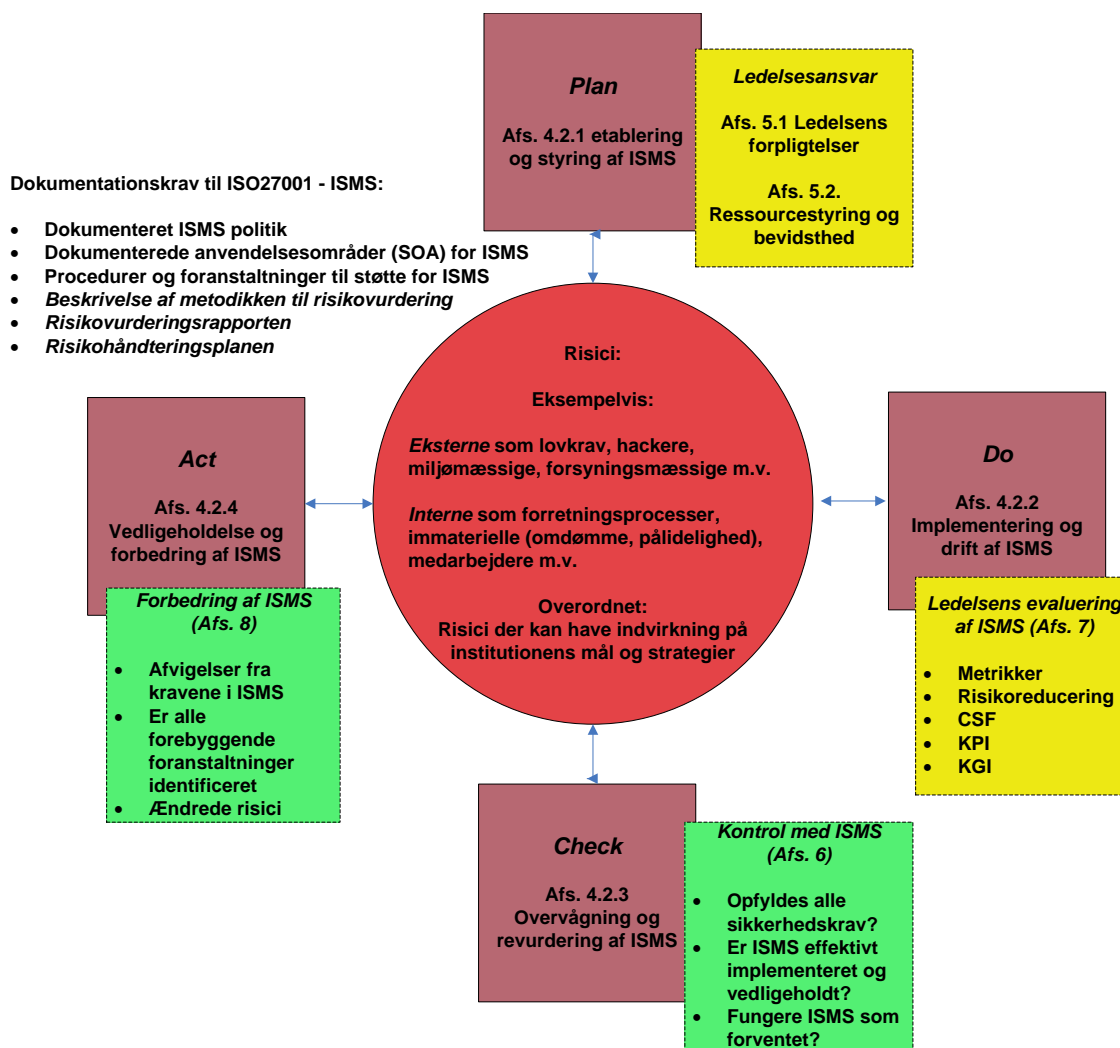 Plan
Afs. 4.2.1 etablering
og styring af ISMS
Ledelsesansvar
Afs. 5.1 Ledelsens
forpligtelser
Afs. 5.2.
Ressourcestyring og
bevidsthed
Dokumentationskrav til ISO27001 - ISMS:
• Dokumenteret ISMS politik
• Dokumenterede anvendelsesområder (SOA) for ISMS
• Procedurer og foranstaltninger til støtte for ISMS
• Beskrivelse af metodikken til risikovurdering
• Risikovurderingsrapporten
• Risikohåndteringsplanen
Risici:
Eksempelvis:
Eksterne som lovkrav, hackere,
miljømæssige, forsyningsmæssige m.v.
Interne som forretningsprocesser,
immaterielle (omdømme, pålidelighed),
medarbejdere m.v.
Overordnet:
Risici der kan have indvirkning på
institutionens mål og strategier
Act
Afs. 4.2.4
Vedligeholdelse og
forbedring af ISMS
Forbedring af ISMS
(Afs. 8)
• Afvigelser fra
kravene i ISMS
• Er alle
forebyggende
foranstaltninger
identificeret
• Ændrede risici
Do
Afs. 4.2.2
Implementering og
drift af ISMS
Ledelsens evaluering
af ISMS (Afs. 7)
• Metrikker
• Risikoreducering
• CSF
• KPI
• KGI
Check
Afs. 4.2.3
Overvågning og
revurdering af ISMS
Kontrol med ISMS
(Afs. 6)
• Opfyldes alle
sikkerhedskrav?
• Er ISMS effektivt
implementeret og
vedligeholdt?
• Fungere ISMS som
forventet?